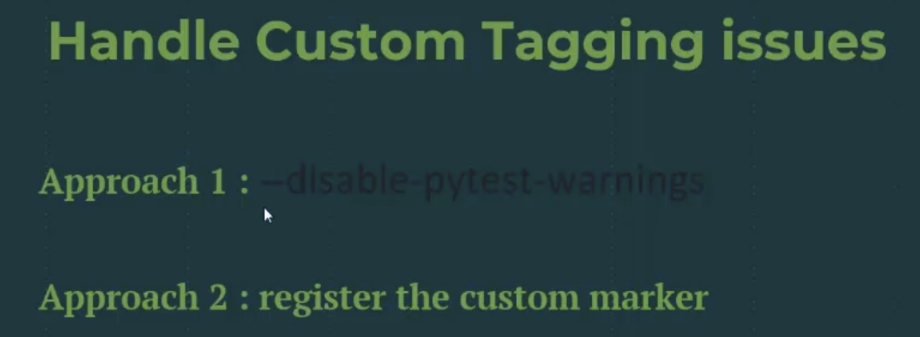 Handle Custom Tagging issues
Approach 1 : –disable-pytest-warnings
Approach 2 : register the custom marker